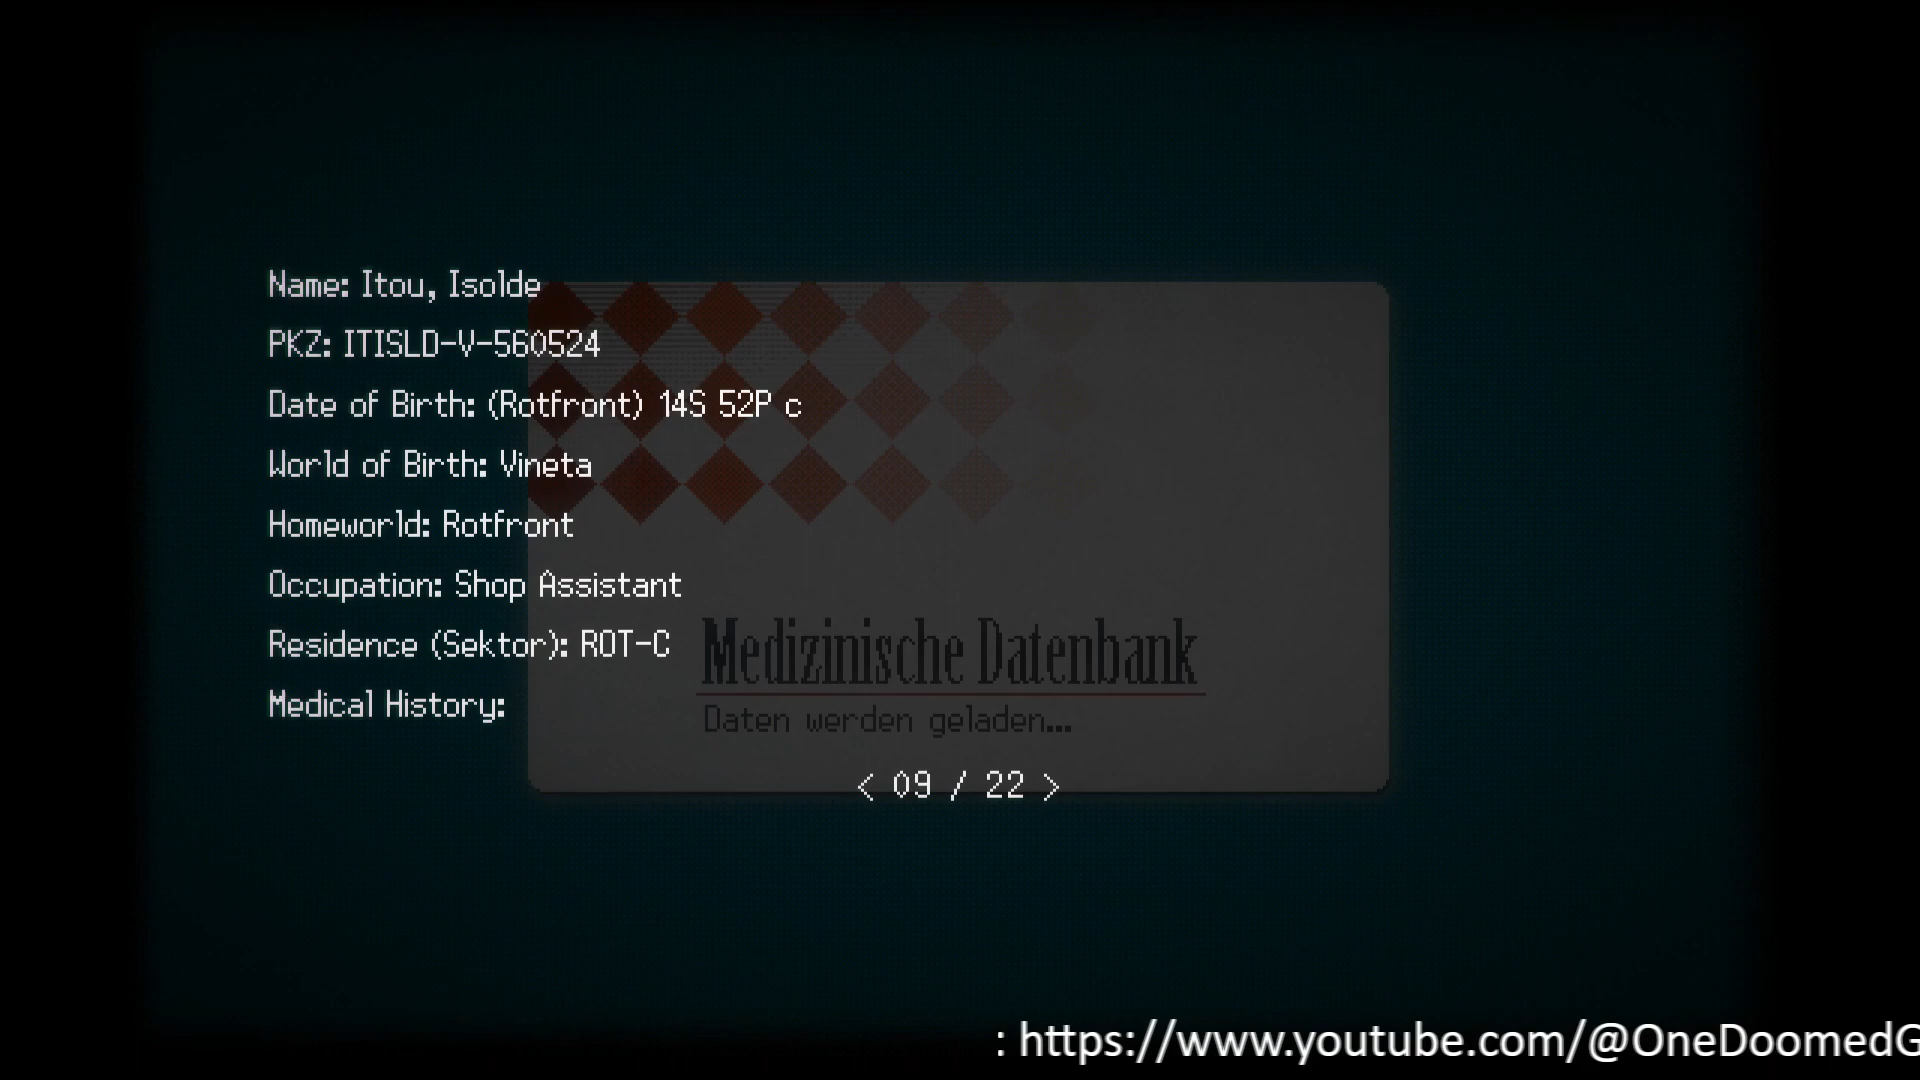 Name: Itou, Isolde
PKZ: ITISLD-V-560524
Date of Birth: (Rotfront) 14S 52P c
World of Birth: Vineta
Homeworld: Rotfront
Occupation: Shop Assistant
Residence (Sektor): ROT-C
Medizinische Datenbank
Medical History:
Daten werden geladen...
< 09 / 22 >
: https://www.youtube.com/@OneDoomedG